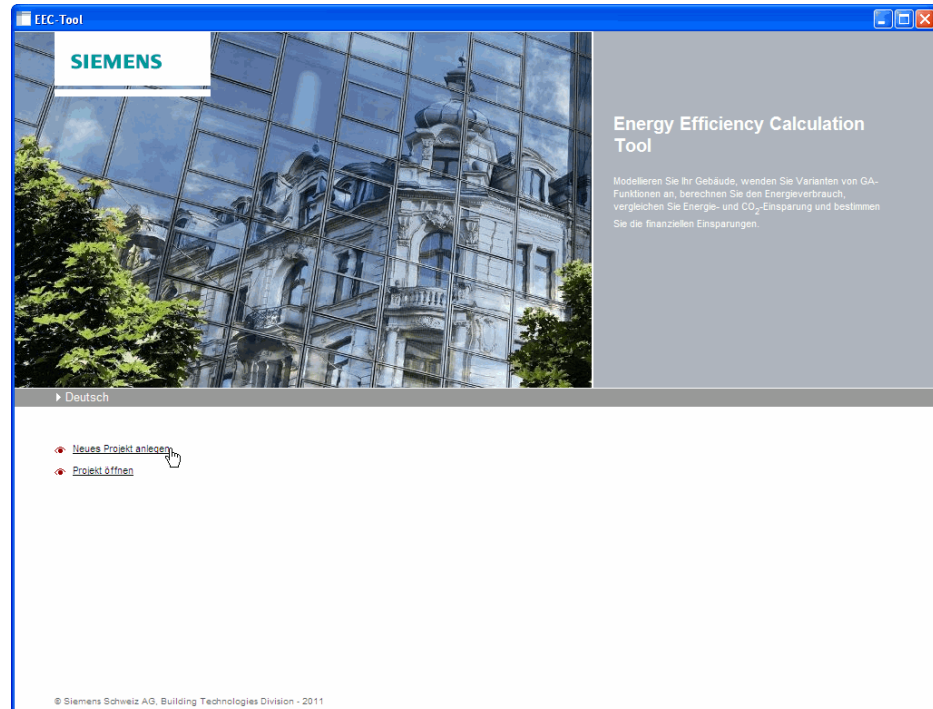 EEC-Tool
SIEMENS
Energy Efficiency Calculation
Tool
Modellieren Sie Ihr Gebäude, wenden Sie Varianten von GA-
Funktionen an, berechnen Sie den Energieverbrauch,
vergleichen Sie Energie- und CO₂-Einsparung und bestimmen
Sie die finanziellen Einsparungen.
Deutsch
Neues Projekt anlegen
Projekt öffnen
© Siemens Schweiz AG, Building Technologies Division - 2011